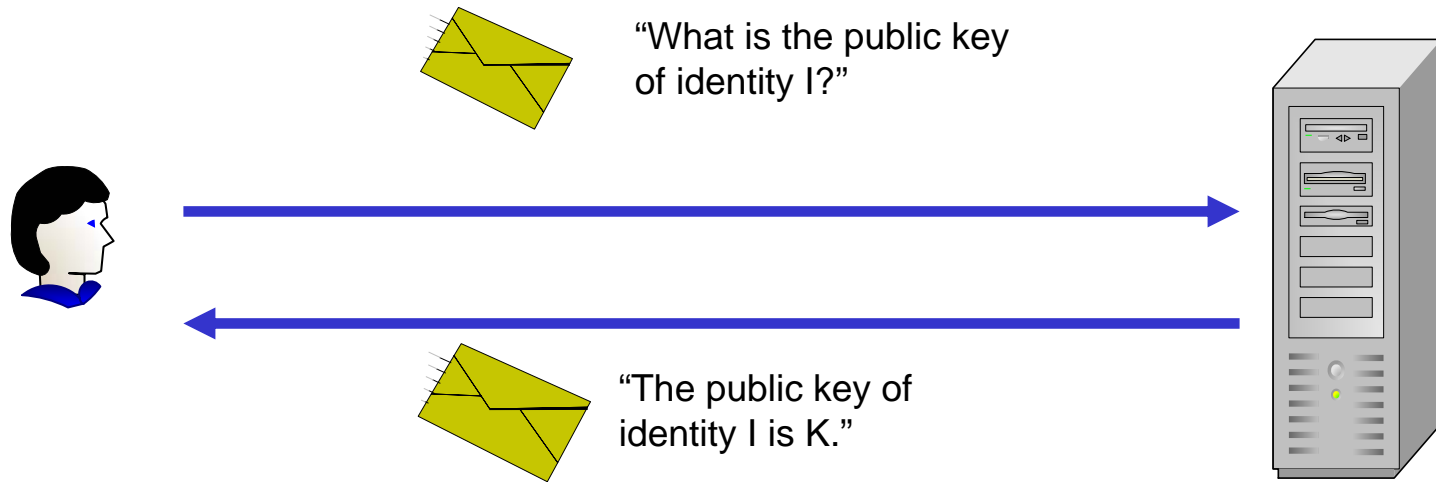 “What is the public key
of identity I?”
“The public key of
identity I is K.”